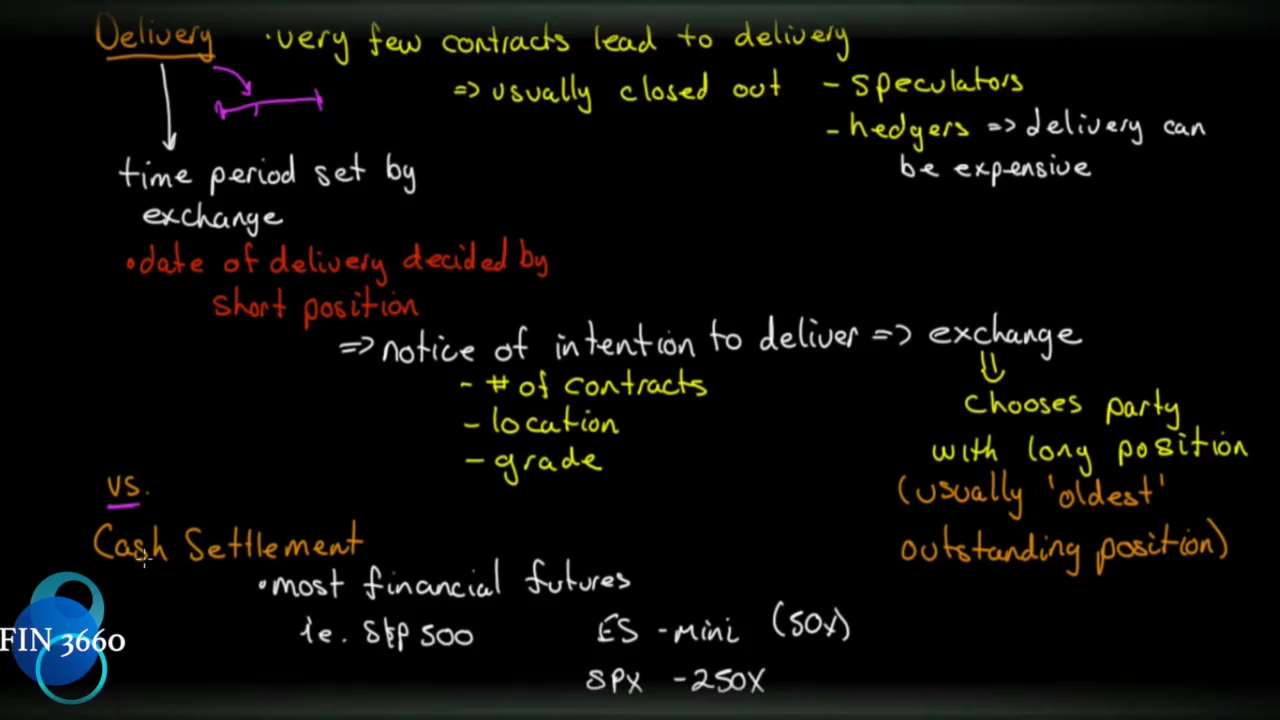 Delivery • very few contracts lead to delivery
=> usually closed out - speculators
- hedgers => delivery can
be expensive
time period set by
exchange
• date of delivery decided by
short position
=> notice of intention to deliver => exchange
- # of contracts
- location
- grade
chooses party
with long position
(usually 'oldest'
outstanding position)
vs.
Cash Settlement
• most financial futures
ie. S&P 500
ES - mini (50x)
SPX - 250X
FIN 3660